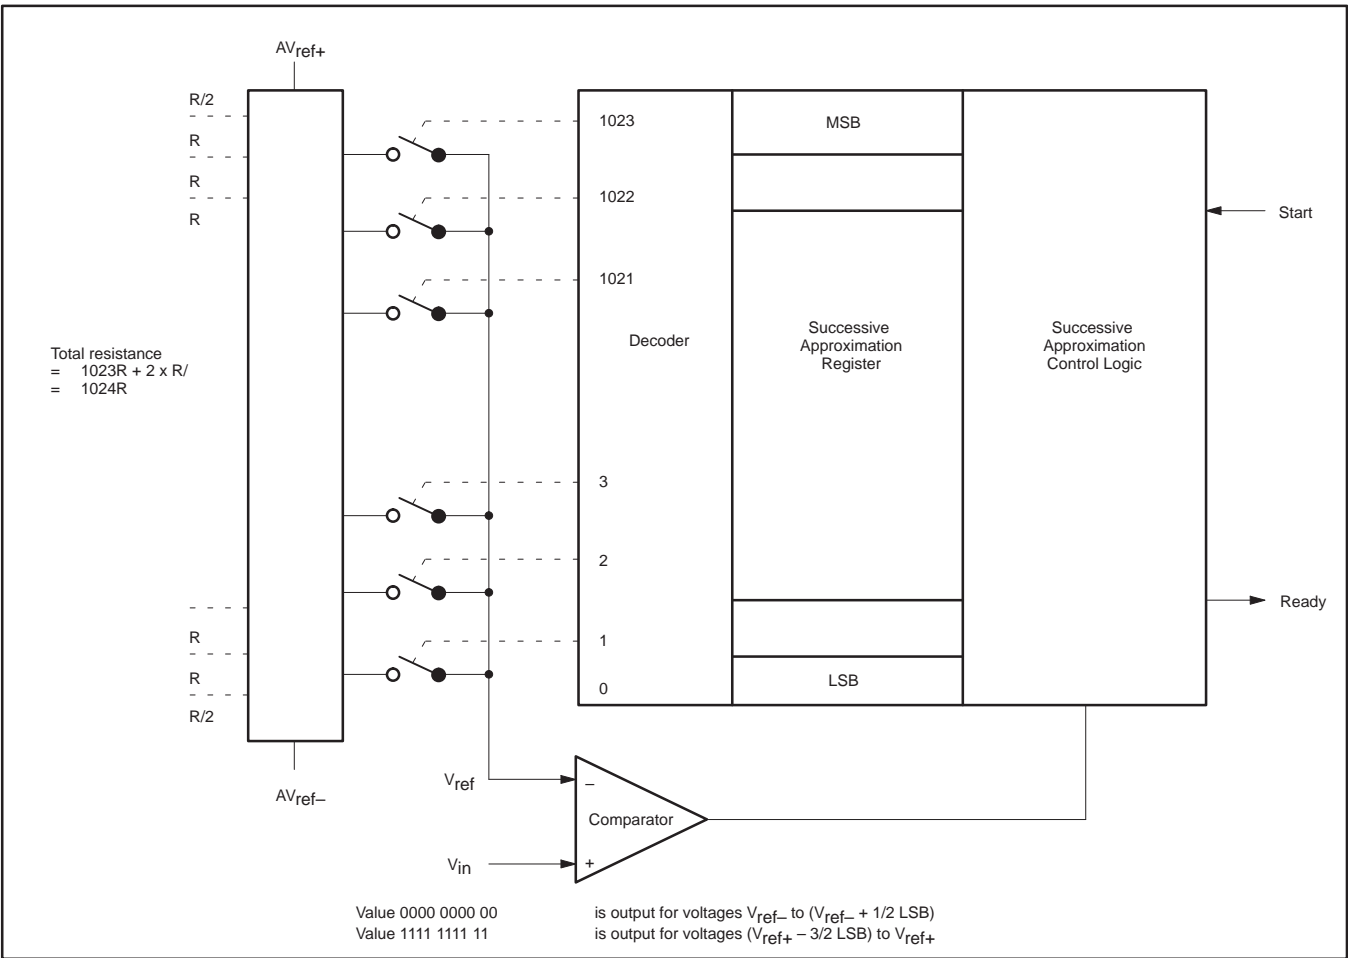 AVref+
R/2
R
R
R
1023
1022
1021
MSB
Start
Decoder
Successive
Approximation
Register
Successive
Approximation
Control Logic
Total resistance
= 1023R + 2 x R/
= 1024R
3
2
1
0
R
R
R/2
LSB
Ready
AVref–
Vref
–
Comparator
Vin
+
Value 0000 0000 00 is output for voltages Vref– to (Vref– + 1/2 LSB)
Value 1111 1111 11 is output for voltages (Vref+ – 3/2 LSB) to Vref+